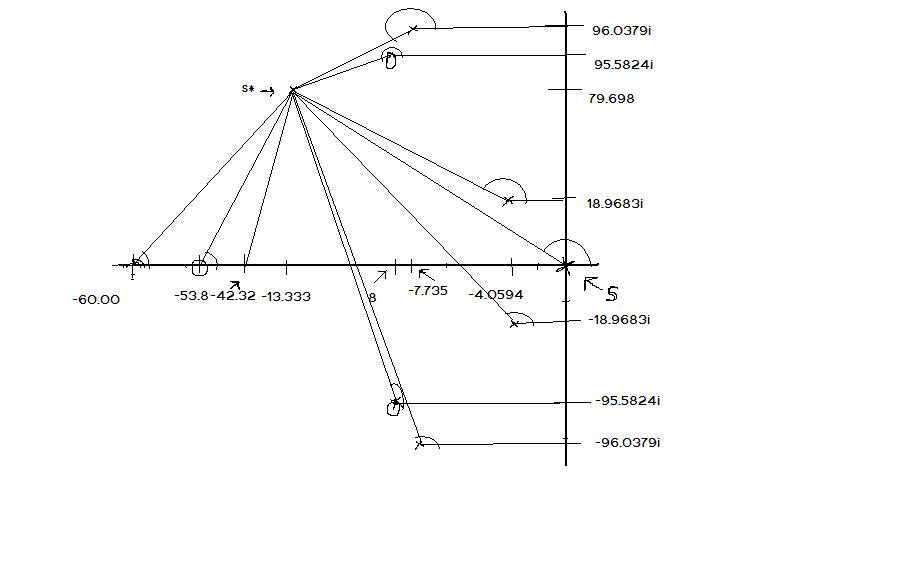 96.0379i
95.5824i
S*
79.698
18.9683i
-60.00
-53.8
-42.32
-13.333
8
-7.735
-4.0594
S
-18.9683i
-95.5824i
-96.0379i